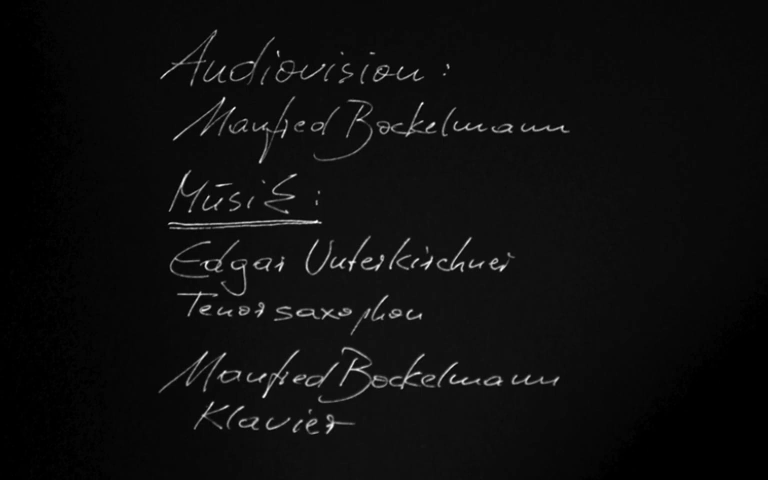 Audiovision:
Manfred Bockelmann
Musik:
Edgar Unterkirchner
Tenorsaxophon
Manfred Bockelmann
Klavier